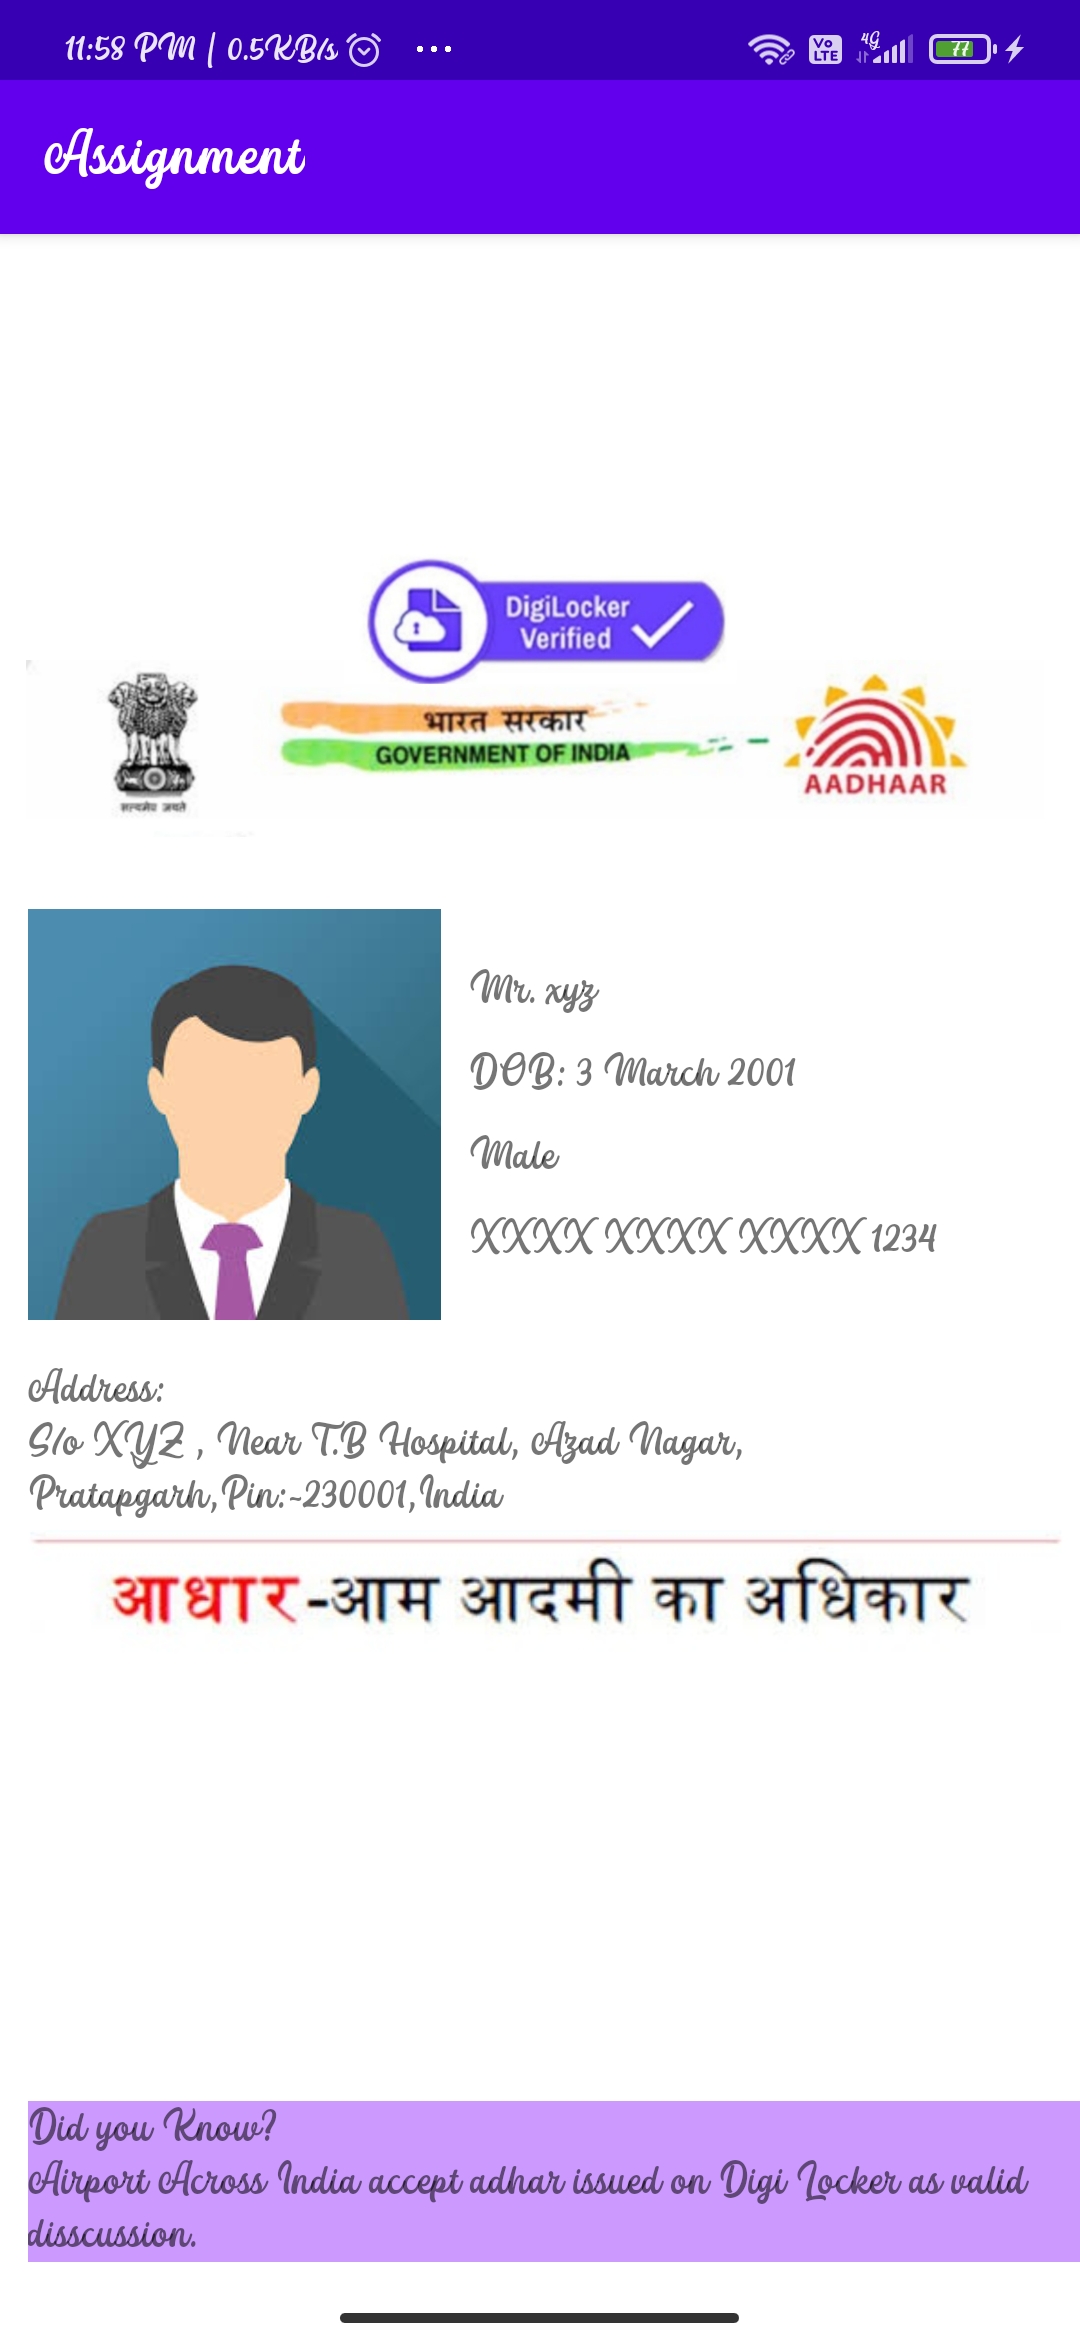 11:58 PM | 0.5KB/s ...
Vo LTE 4G 77
Assignment
DigiLocker
Verified
भारत सरकार
GOVERNMENT OF INDIA
सत्यमेव जयते
AADHAAR
Mr. xyz
DOB: 3 March 2001
Male
XXXX XXXX XXXX 1234
Address:
S/o XYZ , Near T.B Hospital, Azad Nagar,
Pratapgarh,Pin:-230001,India
आधार-आम आदमी का अधिकार
Did you Know?
Airport Across India accept adhar issued on Digi Locker as valid
disscussion.